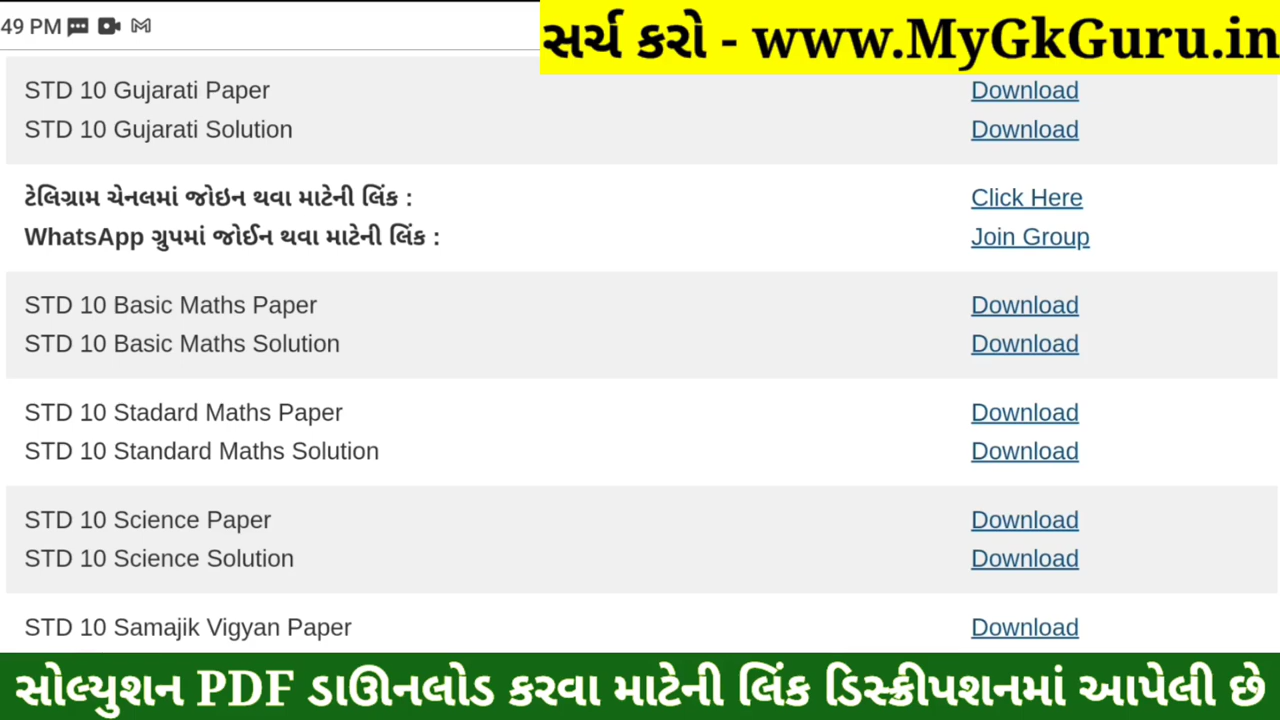 49 PM
સર્ચ કરો - www.MyGkGuru.in
STD 10 Gujarati Paper Download
STD 10 Gujarati Solution Download
ટેલિગ્રામ ચેનલમાં જોઇન થવા માટેની લિંક : Click Here
WhatsApp ગ્રુપમાં જોઈન થવા માટેની લિંક : Join Group
STD 10 Basic Maths Paper Download
STD 10 Basic Maths Solution Download
STD 10 Stadard Maths Paper Download
STD 10 Standard Maths Solution Download
STD 10 Science Paper Download
STD 10 Science Solution Download
STD 10 Samajik Vigyan Paper Download
સોલ્યુશન PDF ડાઊનલોડ કરવા માટેની લિંક ડિસ્ક્રીપશનમાં આપેલી છે